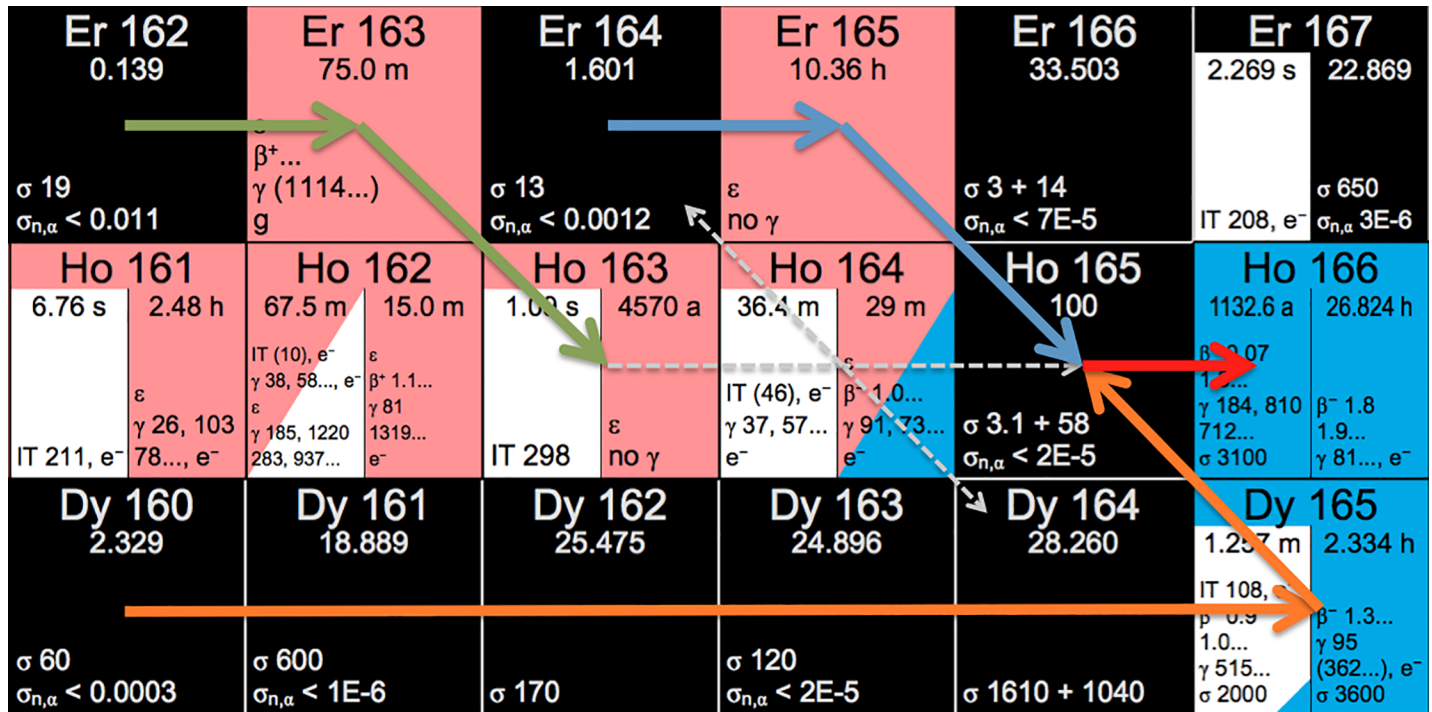 Er 162
0.139
σ 19
σn,α < 0.011
Er 163
75.0 m
β⁺...
γ (1114...)
g
Er 164
1.601
σ 13
σn,α < 0.0012
Er 165
10.36 h
ε
no γ
Er 166
33.503
σ 3 + 14
σn,α < 7E-5
Er 167
2.269 s
IT 208, e⁻
22.869
σ 650
σn,α 3E-6
Ho 161
6.76 s
IT 211, e⁻
2.48 h
ε
γ 26, 103
78..., e⁻
Ho 162
67.5 m
IT (10), e⁻
γ 38, 58..., e⁻
ε
γ 185, 1220
283, 937...
15.0 m
ε
β⁺ 1.1...
γ 81
1319...
e⁻
Ho 163
s
IT 298
4570 a
ε
no γ
Ho 164
36.4 m
IT (46), e⁻
γ 37, 57...
e⁻
29 m
ε
β⁻ 1.0...
γ 91, 73...
e⁻
Ho 165
100
σ 3.1 + 58
σn,α < 2E-5
Ho 166
1132.6 a
γ 184, 810
712...
σ 3100
26.824 h
β⁻ 1.8
1.9...
γ 81..., e⁻
Dy 160
2.329
σ 60
σn,α < 0.0003
Dy 161
18.889
σ 600
σn,α < 1E-6
Dy 162
25.475
σ 170
Dy 163
24.896
σ 120
σn,α < 2E-5
Dy 164
28.260
σ 1610 + 1040
Dy 165
1.257 m
IT 108, e⁻
β⁻ 0.9
1.0...
γ 515...
σ 2000
2.334 h
β⁻ 1.3...
γ 95
(362...), e⁻
σ 3600